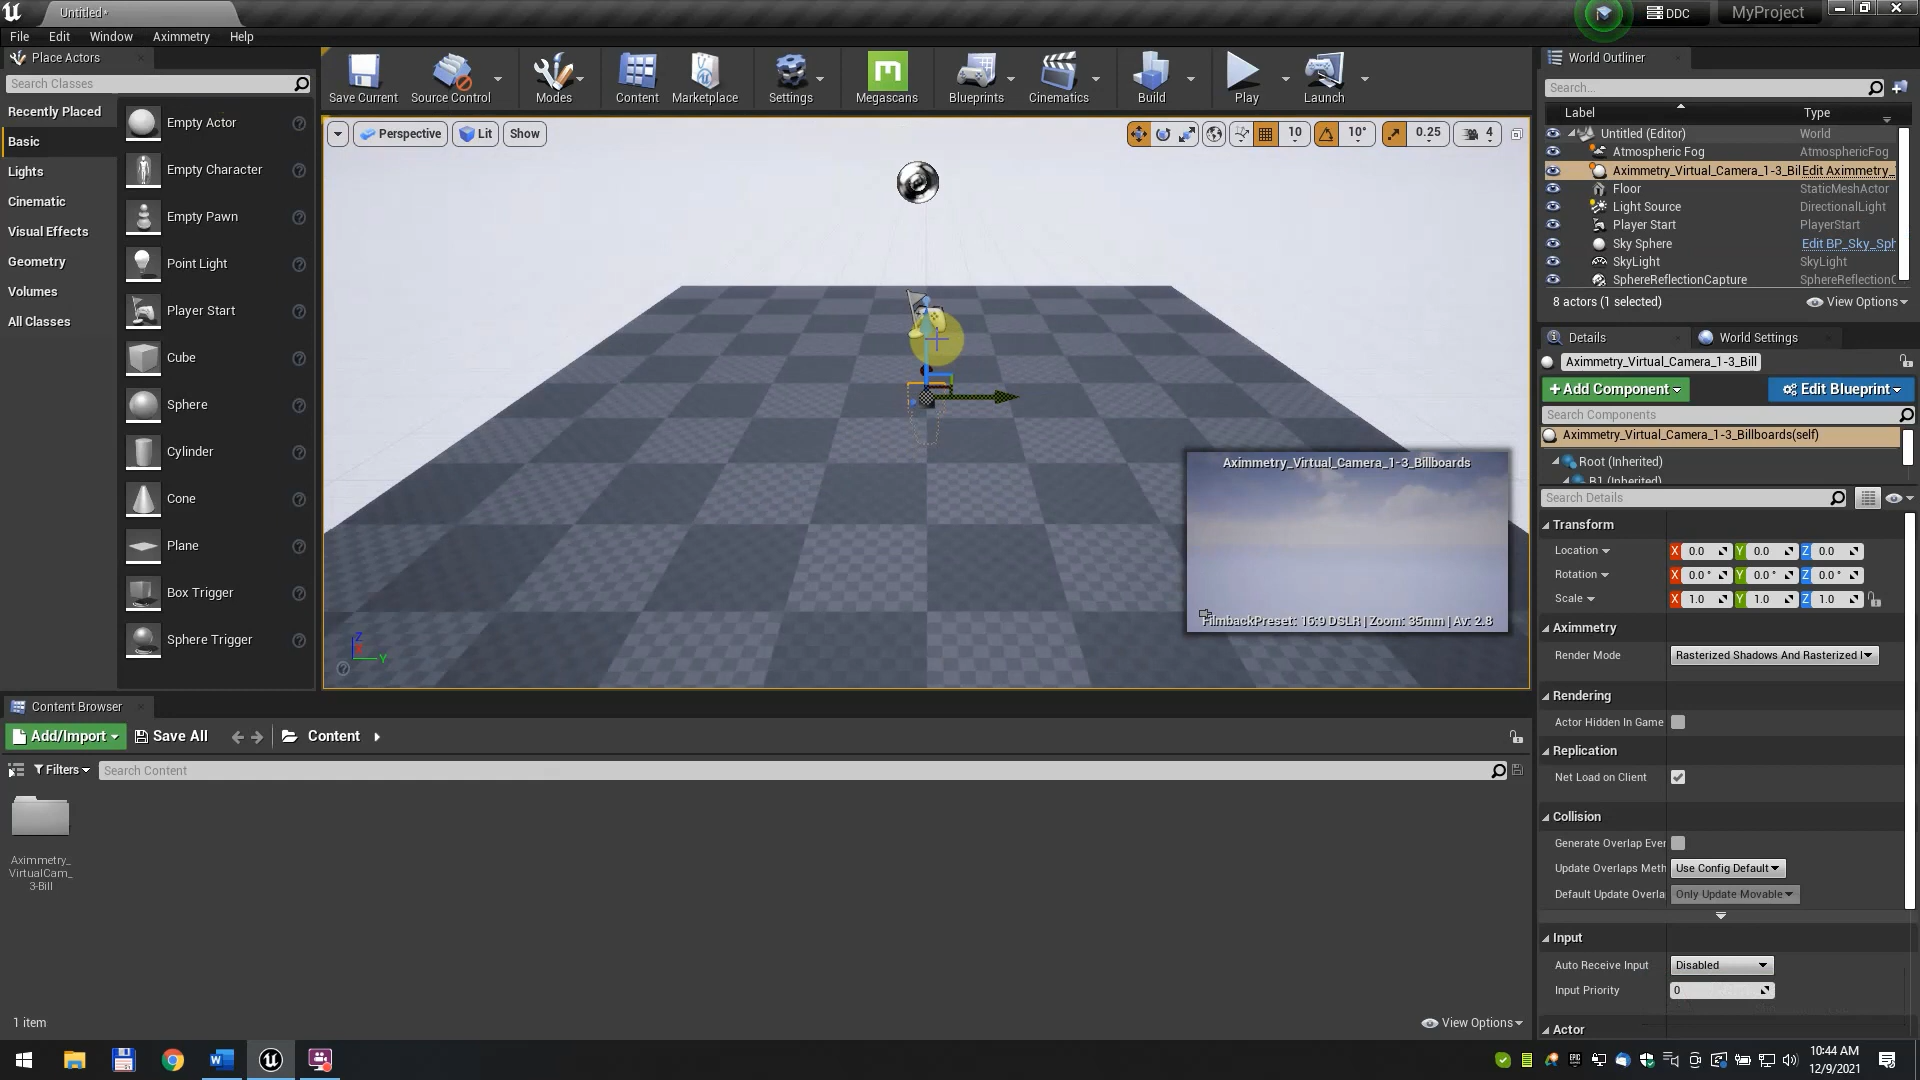 Untitled*
DDC
MyProject
File Edit Window Aximmetry Help
Place Actors
Search Classes
Recently Placed
Basic
Lights
Cinematic
Visual Effects
Geometry
Volumes
All Classes
Empty Actor
Empty Character
Empty Pawn
Point Light
Player Start
Cube
Sphere
Cylinder
Cone
Plane
Box Trigger
Sphere Trigger
Save Current
Source Control
Modes
Content
Marketplace
Settings
Megascans
Blueprints
Cinematics
Build
Play
Launch
Perspective
Lit
Show
10
10°
0.25
4
Aximmetry_Virtual_Camera_1-3_Billboards
FilmbackPreset: 16:9 DSLR | Zoom: 35mm | Av: 2.8
Z
Y
World Outliner
Search...
Label Type
Untitled (Editor) World
Atmospheric Fog AtmosphericFog
Aximmetry_Virtual_Camera_1-3_Bil Edit Aximmetry_
Floor StaticMeshActor
Light Source DirectionalLight
Player Start PlayerStart
Sky Sphere Edit BP_Sky_Sph
SkyLight SkyLight
SphereReflectionCapture SphereReflectionC
8 actors (1 selected)
View Options
Details
World Settings
Aximmetry_Virtual_Camera_1-3_Bill
+ Add Component
Edit Blueprint
Search Components
Aximmetry_Virtual_Camera_1-3_Billboards(self)
Root (Inherited)
B1 (Inherited)
Search Details
Transform
Location X 0.0 Y 0.0 Z 0.0
Rotation X 0.0 ° Y 0.0 ° Z 0.0 °
Scale X 1.0 Y 1.0 Z 1.0
Aximmetry
Render Mode Rasterized Shadows And Rasterized I
Rendering
Actor Hidden In Game
Replication
Net Load on Client
Collision
Generate Overlap Ever
Update Overlaps Meth Use Config Default
Default Update Overla Only Update Movable
Input
Auto Receive Input Disabled
Input Priority 0
Actor
Content Browser
Add/Import
Save All
Content
Filters
Search Content
Aximmetry_
VirtualCam_
3-Bill
1 item
View Options
10:44 AM
12/9/2021